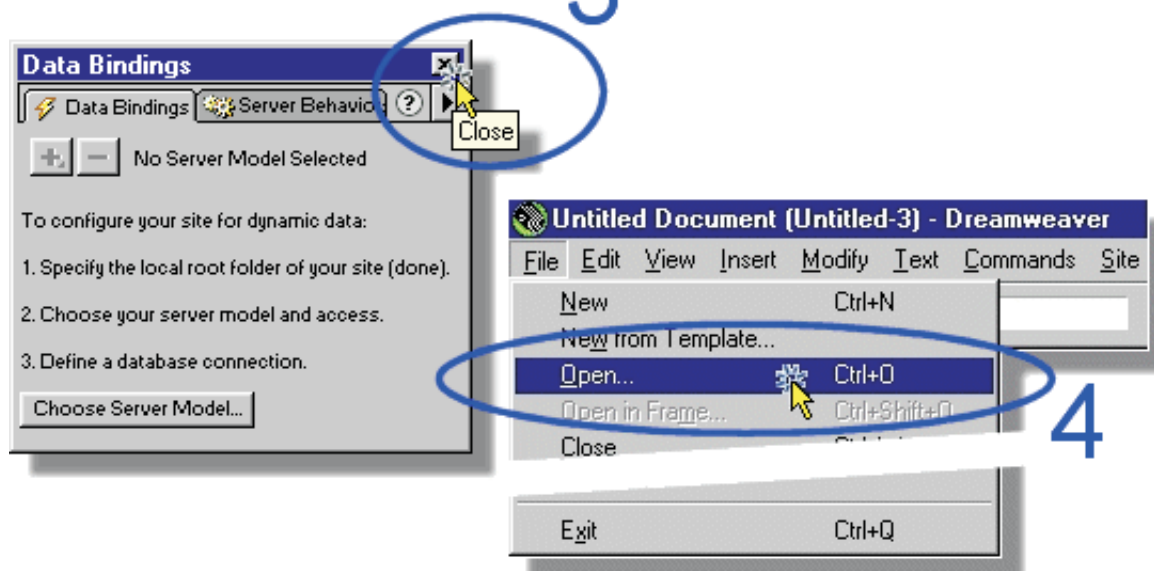 3
Data Bindings
Data Bindings Server Behavio ?
Close
No Server Model Selected
To configure your site for dynamic data:
1. Specify the local root folder of your site (done).
2. Choose your server model and access.
3. Define a database connection.
Choose Server Model...
Untitled Document (Untitled-3) - Dreamweaver
File Edit View Insert Modify Text Commands Site
New Ctrl+N
New from Template...
Open... Ctrl+O
Open in Frame... Ctrl+Shift+O
4
Close
Exit Ctrl+Q